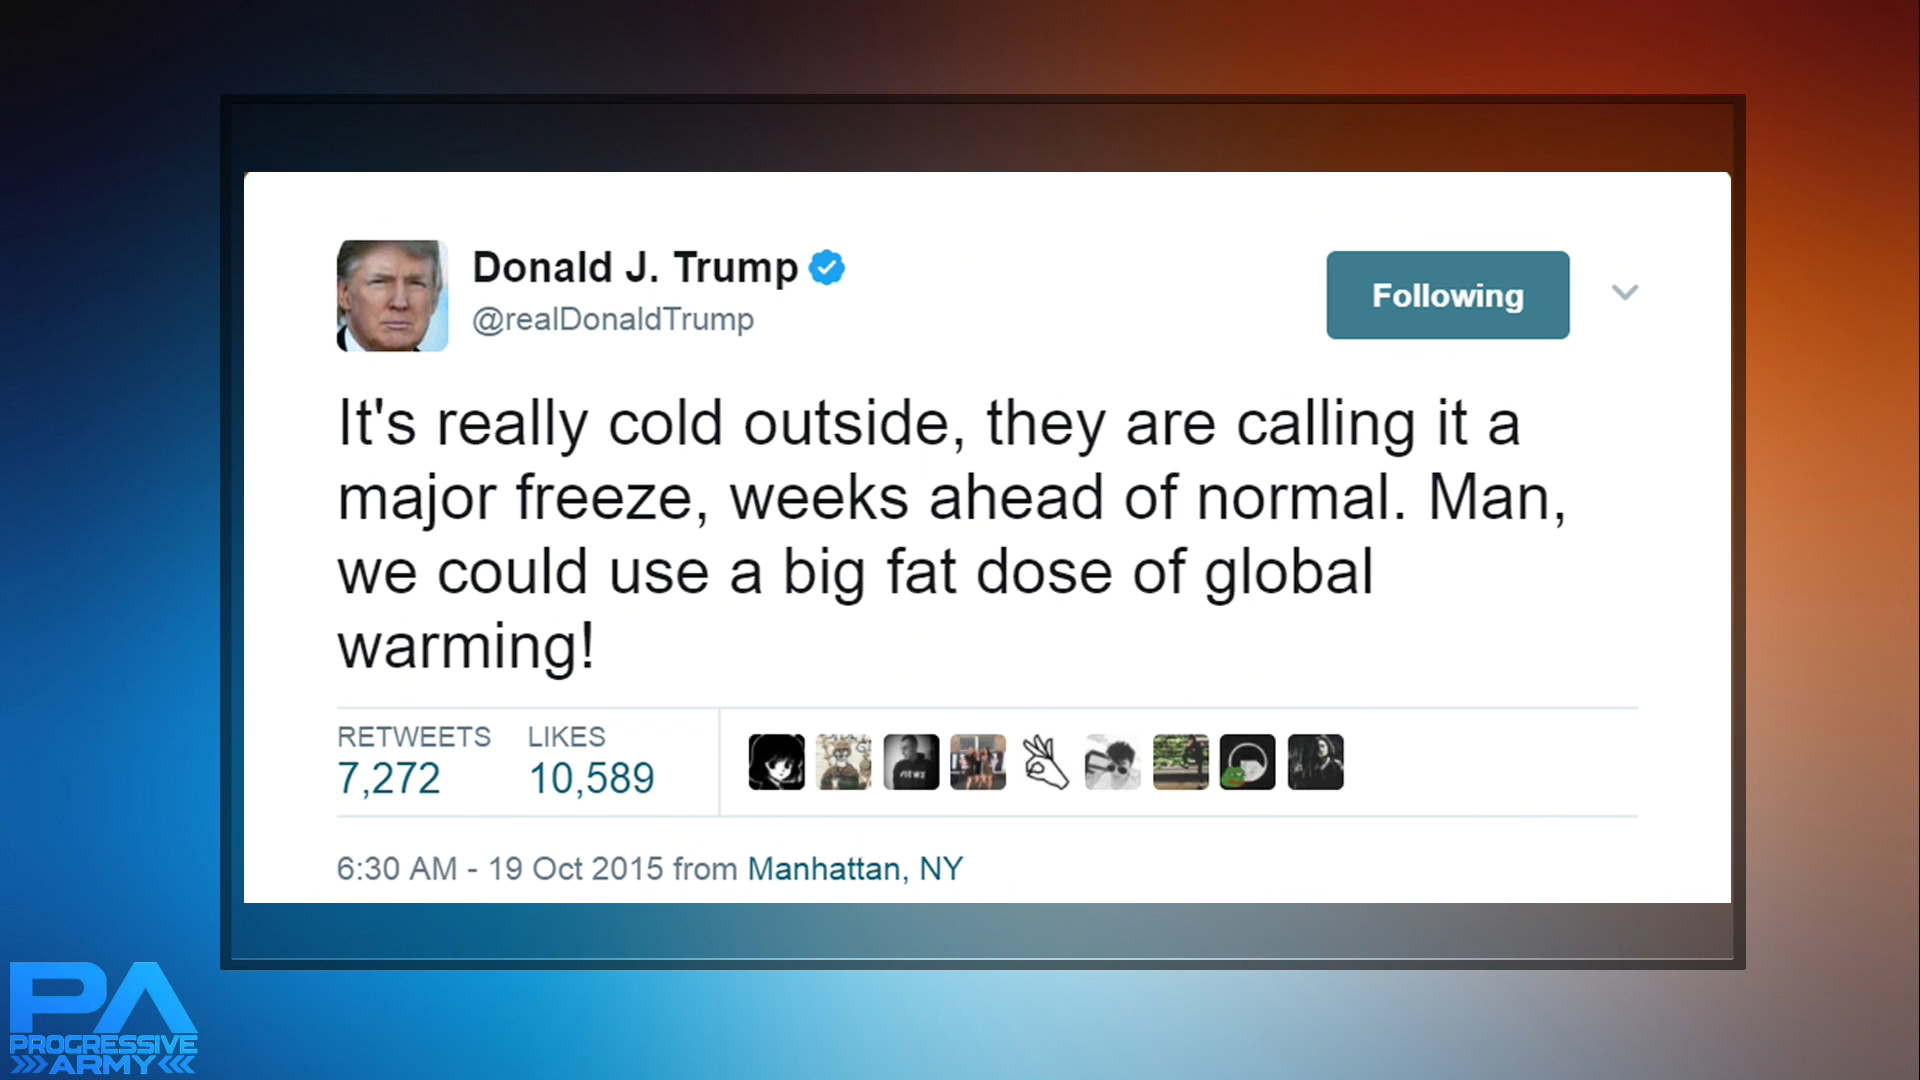 Donald J. Trump
@realDonaldTrump
Following
It's really cold outside, they are calling it a
major freeze, weeks ahead of normal. Man,
we could use a big fat dose of global
warming!
RETWEETS LIKES
7,272 10,589
6:30 AM - 19 Oct 2015 from Manhattan, NY
PA
PROGRESSIVE
ARMY